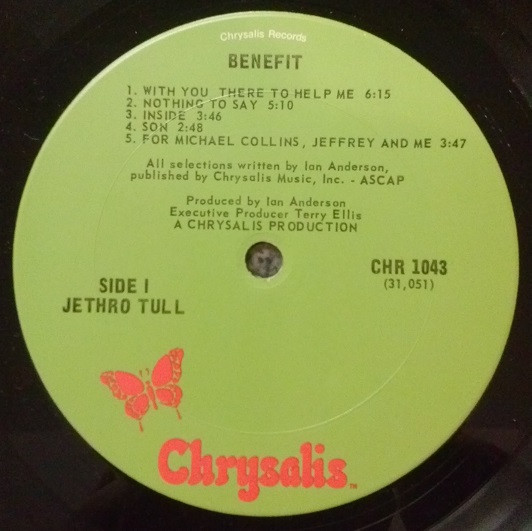 Chrysalis Records
BENEFIT
1. WITH YOU THERE TO HELP ME 6:15
2. NOTHING TO SAY 5:10
3. INSIDE 3:46
4. SON 2:48
5. FOR MICHAEL COLLINS, JEFFREY AND ME 3:47
All selections written by Ian Anderson,
published by Chrysalis Music, Inc. - ASCAP
Produced by Ian Anderson
Executive Producer Terry Ellis
A CHRYSALIS PRODUCTION
CHR 1043
(31,051)
SIDE I
JETHRO TULL
Chrysalis™